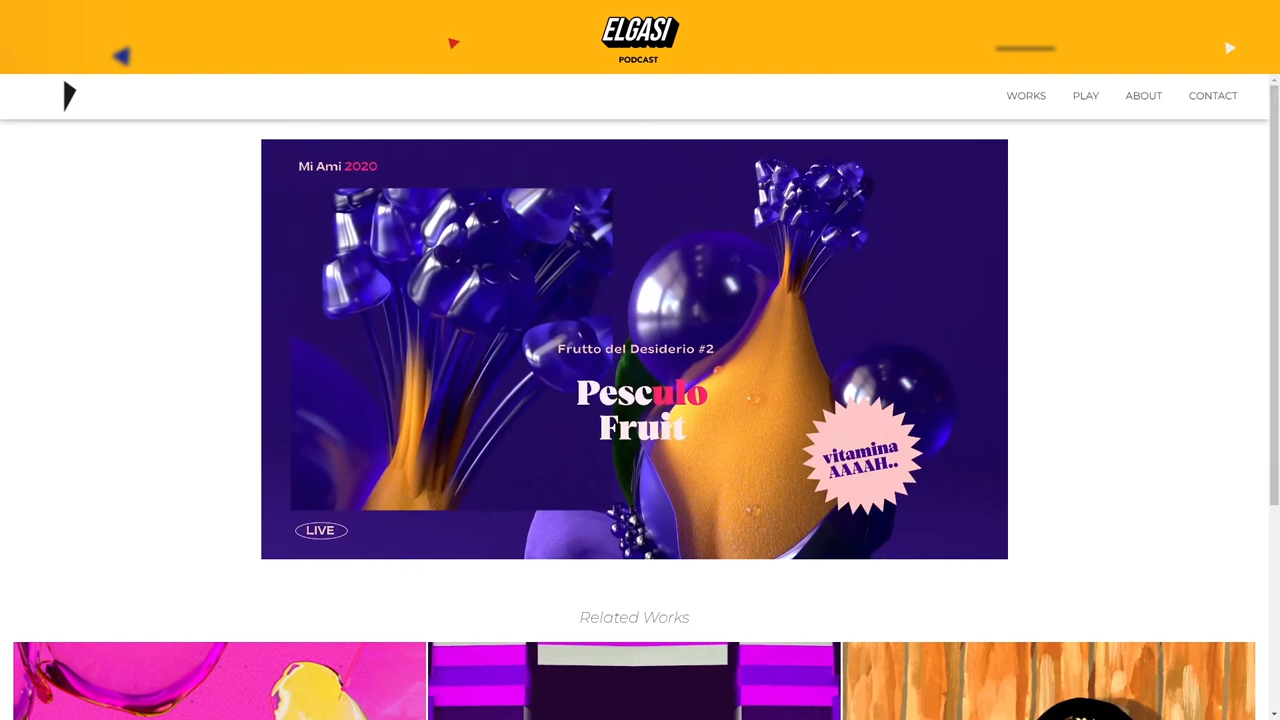 ELGASI
PODCAST
WORKS PLAY ABOUT CONTACT
Mi Ami 2020
Frutto del Desiderio #2
Pesculo
Fruit
vitamina
AAAAH..
LIVE
Related Works